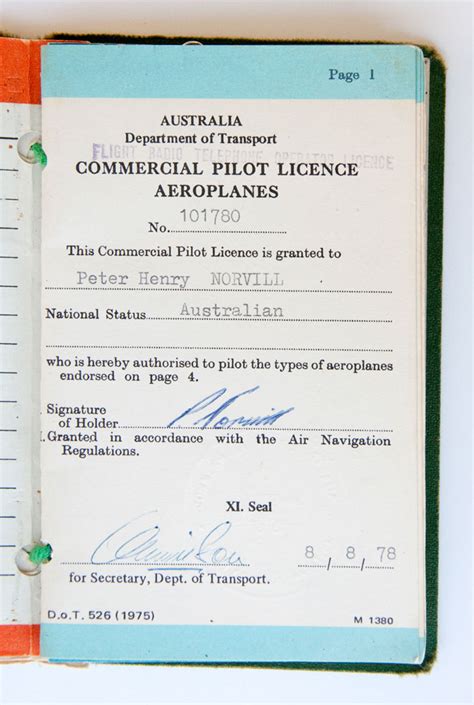 Page 1
AUSTRALIA
Department of Transport
FLIGHT RADIO TELEPHONE OPERATOR LICENCE
COMMERCIAL PILOT LICENCE
AEROPLANES
No. 101780
This Commercial Pilot Licence is granted to
Peter Henry NORVILL
National Status Australian
who is hereby authorised to pilot the types of aeroplanes
endorsed on page 4.
Signature
of Holder P Norvill
I. Granted in accordance with the Air Navigation
Regulations.
XI. Seal
8 / 8 / 78
for Secretary, Dept. of Transport.
D.o.T. 526 (1975)
M 1380